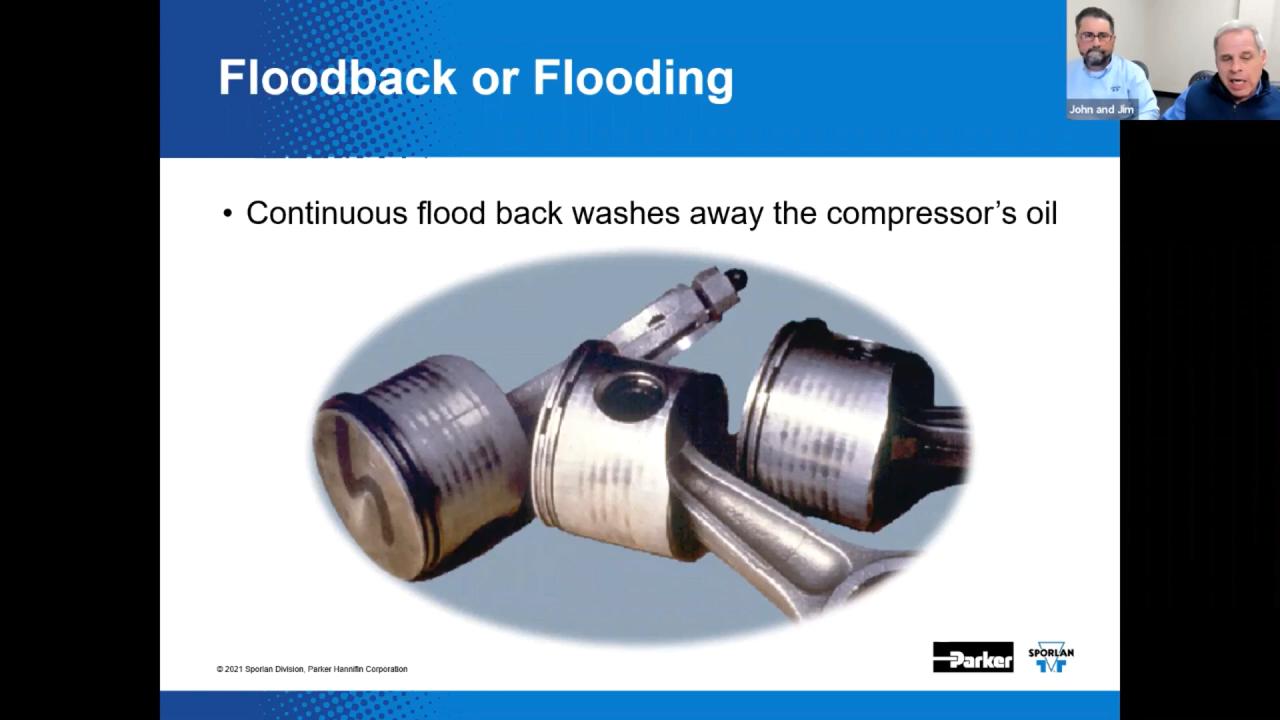 Floodback or Flooding
John and Jim
• Continuous flood back washes away the compressor’s oil
© 2021 Sporlan Division, Parker Hannifin Corporation
Parker
SPORLAN